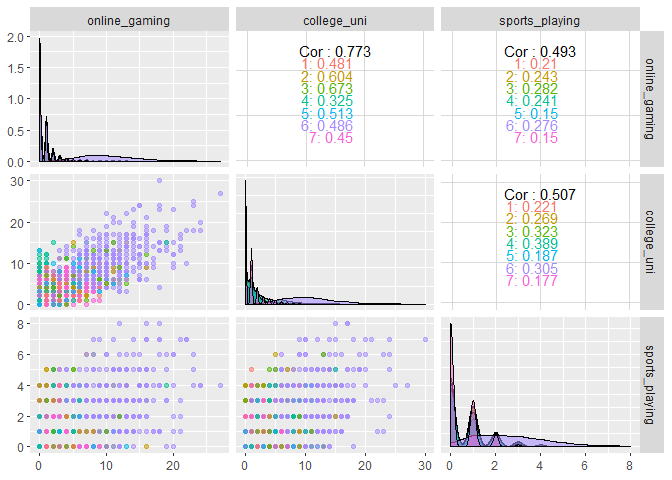 online_gaming
college_uni
sports_playing
2.0
1.5
1.0
0.5
0.0
Cor : 0.773
1: 0.481
2: 0.604
3: 0.673
4: 0.325
5: 0.513
6: 0.486
7: 0.45
Cor : 0.493
1: 0.21
2: 0.243
3: 0.282
4: 0.241
5: 0.15
6: 0.276
7: 0.15
online_gaming
30
20
10
0
Cor : 0.507
1: 0.221
2: 0.269
3: 0.323
4: 0.389
5: 0.187
6: 0.305
7: 0.177
college_uni
8
6
4
2
0
sports_playing
0 10 20
0 10 20 30
0 2 4 6 8